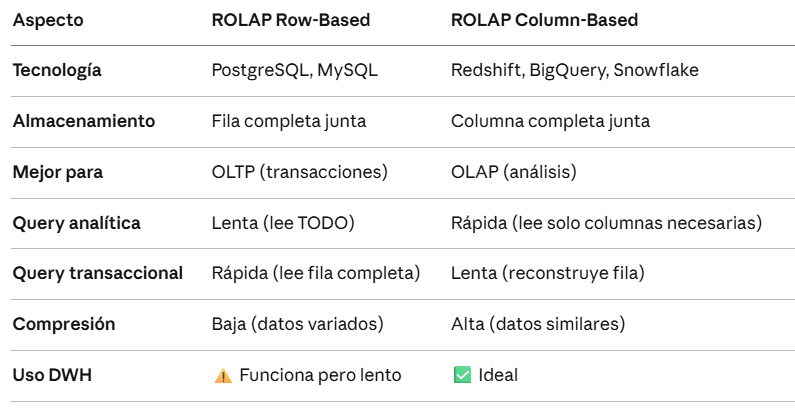 Aspecto ROLAP Row-Based ROLAP Column-Based
Tecnología PostgreSQL, MySQL Redshift, BigQuery, Snowflake
Almacenamiento Fila completa junta Columna completa junta
Mejor para OLTP (transacciones) OLAP (análisis)
Query analítica Lenta (lee TODO) Rápida (lee solo columnas necesarias)
Query transaccional Rápida (lee fila completa) Lenta (reconstruye fila)
Compresión Baja (datos variados) Alta (datos similares)
Uso DWH ⚠️ Funciona pero lento ✅ Ideal